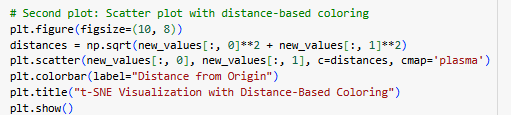 # Second plot: Scatter plot with distance-based coloring
plt.figure(figsize=(10, 8))
distances = np.sqrt(new_values[:, 0]**2 + new_values[:, 1]**2)
plt.scatter(new_values[:, 0], new_values[:, 1], c=distances, cmap='plasma')
plt.colorbar(label="Distance from Origin")
plt.title("t-SNE Visualization with Distance-Based Coloring")
plt.show()